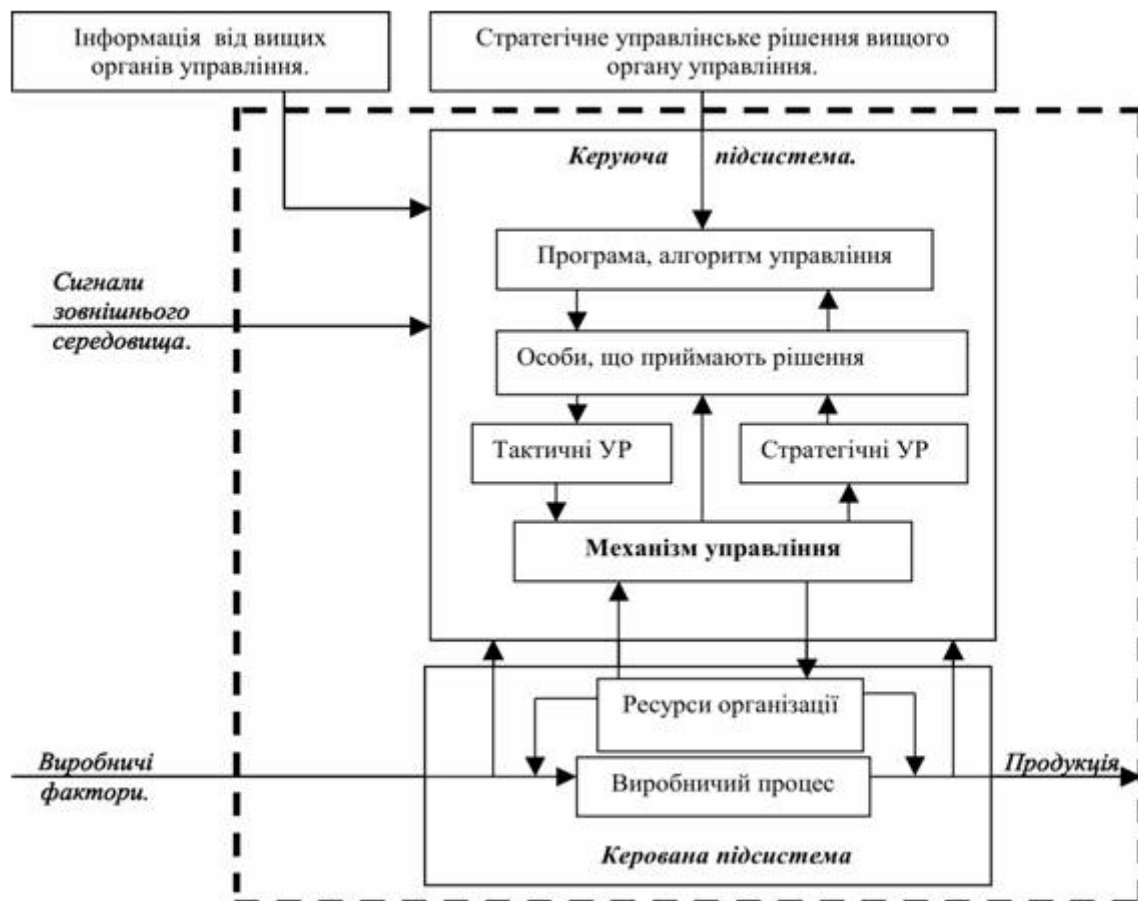 Інформація від вищих
органів управління.
Стратегічне управлінське рішення вищого
органу управління.
Керуюча підсистема.
Програма, алгоритм управління
Сигнали
зовнішнього
середовища.
Особи, що приймають рішення
Тактичні УР
Стратегічні УР
Механізм управління
Ресурси організації
Виробничі
фактори.
Виробничий процес
Продукція
Керована підсистема